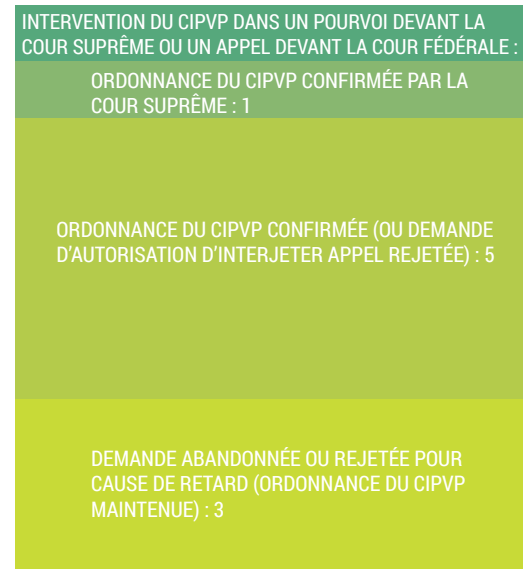 INTERVENTION DU CIPVP DANS UN POURVOI DEVANT LA
COUR SUPRÊME OU UN APPEL DEVANT LA COUR FÉDÉRALE :
ORDONNANCE DU CIPVP CONFIRMÉE PAR LA
COUR SUPRÊME : 1
ORDONNANCE DU CIPVP CONFIRMÉE (OU DEMANDE
D'AUTORISATION D'INTERJETER APPEL REJETÉE) : 5
DEMANDE ABANDONNÉE OU REJETÉE POUR
CAUSE DE RETARD (ORDONNANCE DU CIPVP
MAINTENUE) : 3